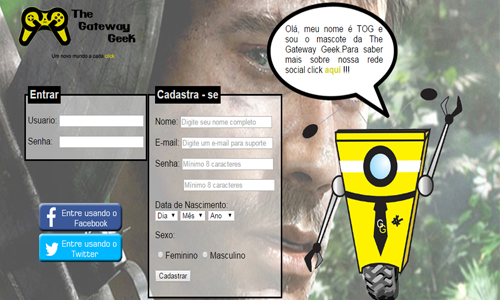 The
Gateway
Geek
Um novo mundo a cada click
Olá, meu nome é TOG e
sou o mascote da The
Gateway Geek.Para saber
mais sobre nossa rede
social click aqui !!!
Entrar
Usuario:
Senha:
Entre usando o
Facebook
Entre usando o
Twitter
Cadastra - se
Nome: Digite seu nome completo
E-mail: Digite um e-mail para suporte
Senha: Mínimo 8 caracteres
Mínimo 8 caracteres
Data de Nascimento:
Dia Mês Ano
Sexo:
Feminino Masculino
Cadastrar
GG